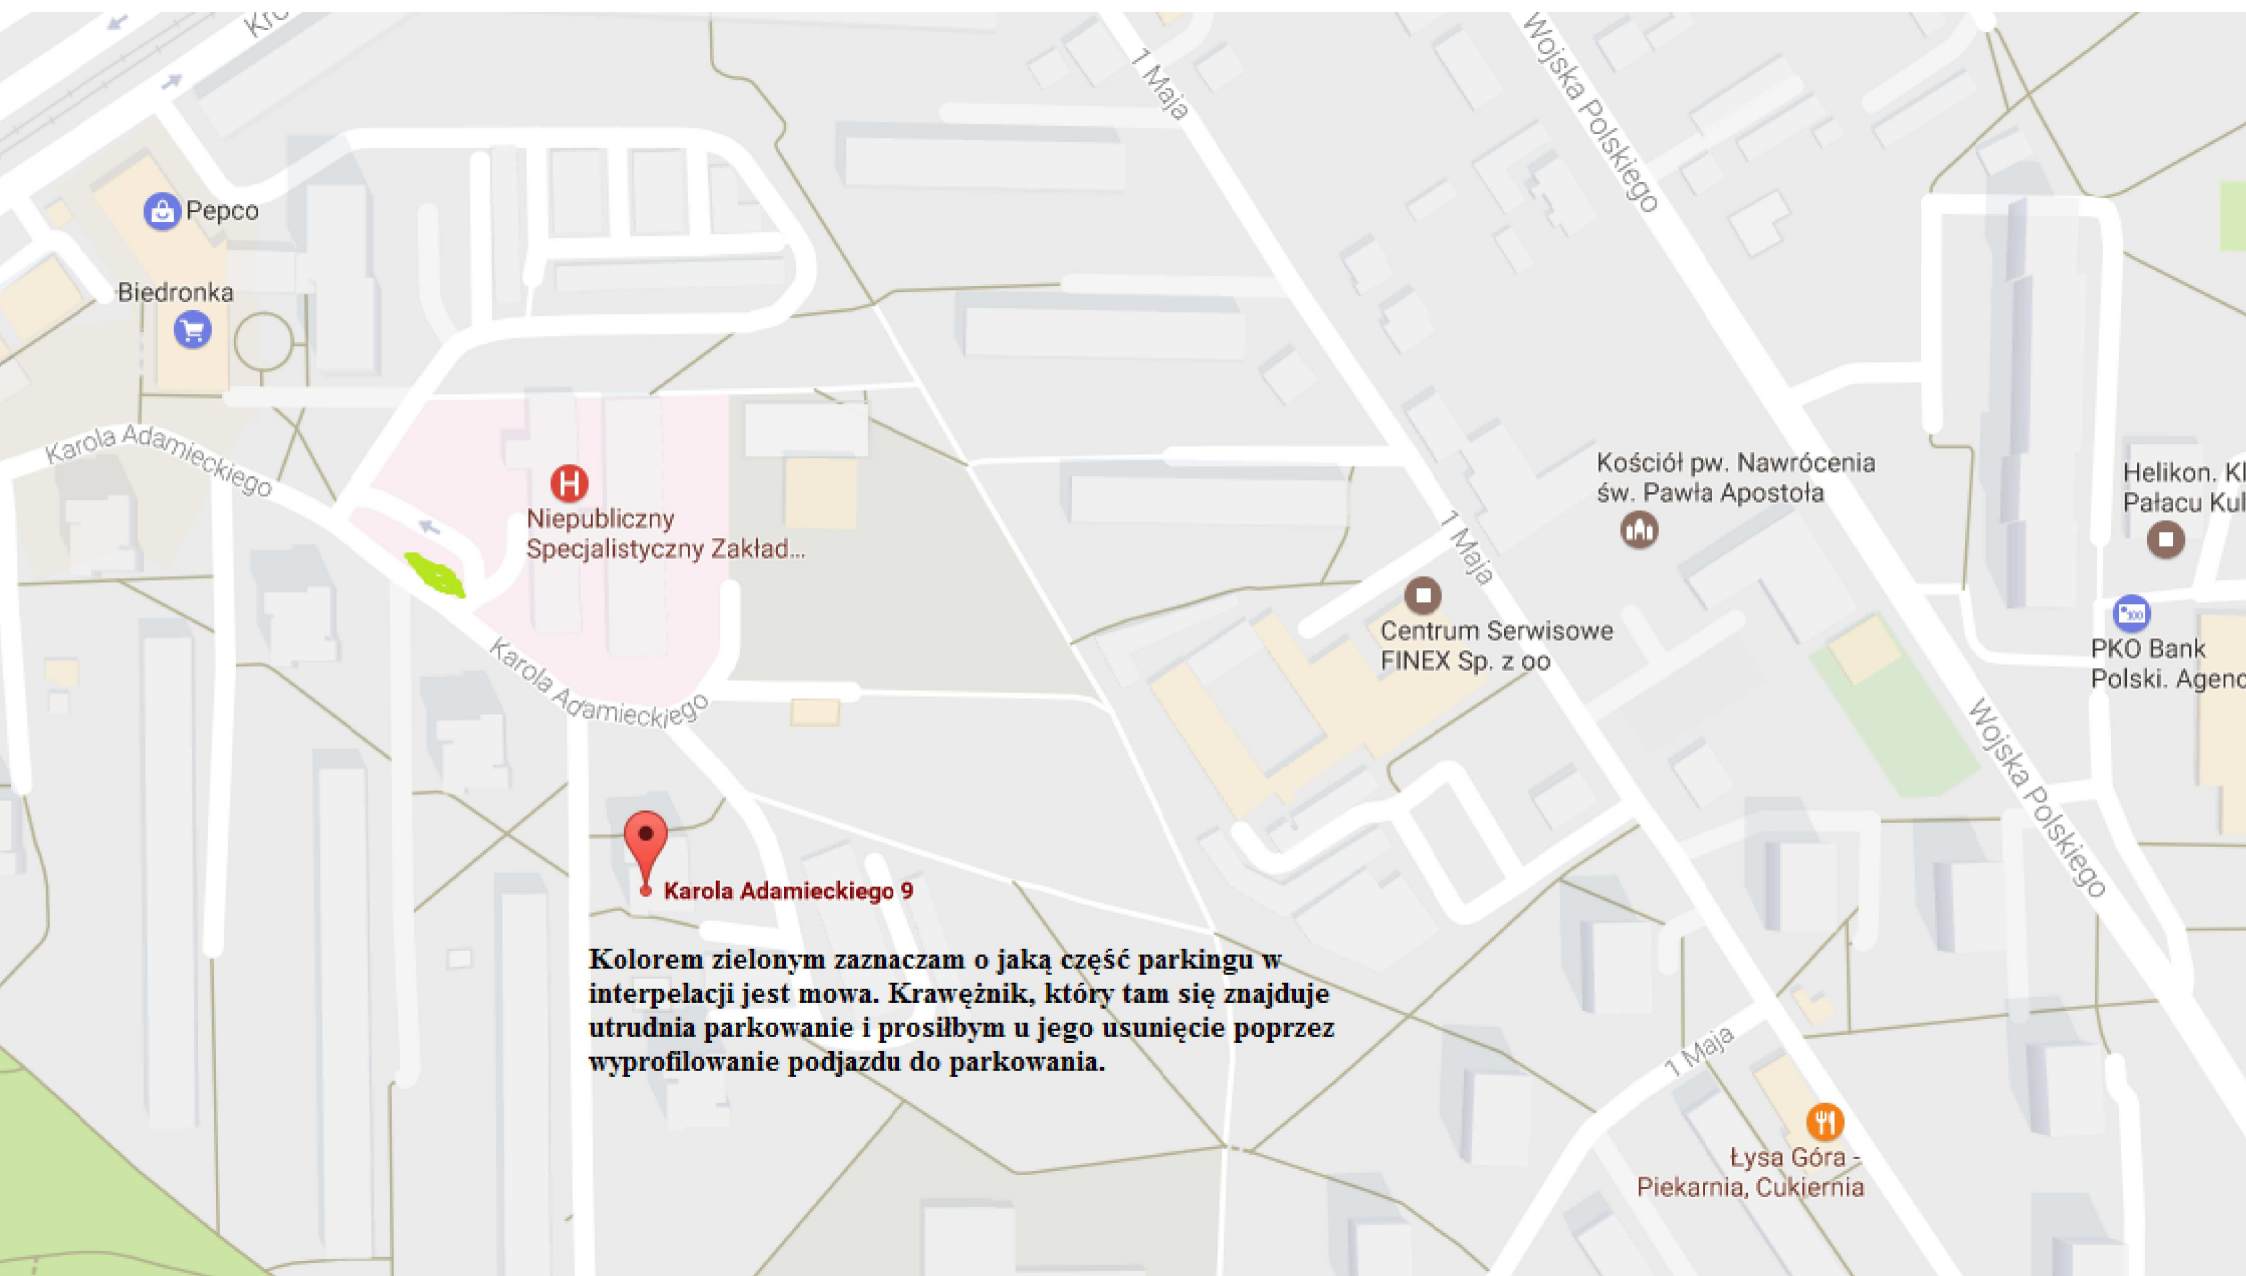 1 Maja
Wojska Polskiego
Pepco
Biedronka
Karola Adamieckiego
Niepubliczny
Specjalistyczny Zakład...
Kościół pw. Nawrócenia
św. Pawła Apostoła
Helikon. Kl
Pałacu Kul
1 Maja
Centrum Serwisowe
FINEX Sp. z oo
PKO Bank
Polski. Agenc
Karola Adamieckiego
Wojska Polskiego
Karola Adamieckiego 9
Kolorem zielonym zaznaczam o jaką część parkingu w
interpelacji jest mowa. Krawężnik, który tam się znajduje
utrudnia parkowanie i prosiłbym u jego usunięcie poprzez
wyprofilowanie podjazdu do parkowania.
1 Maja
Łysa Góra -
Piekarnia, Cukiernia